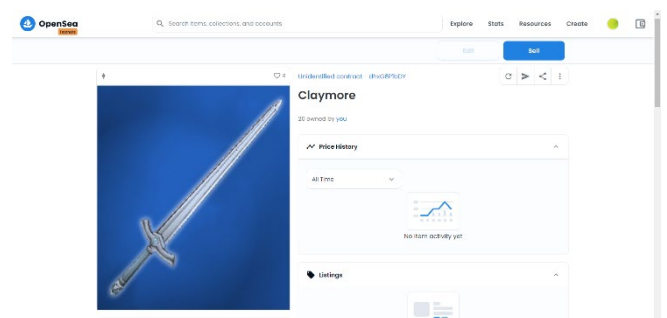 OpenSea
Testnets
Search items, collections, and accounts
Explore
Stats
Resources
Create
Edit
Sell
Unidentified contract -
Claymore
20 owned by you
Price History
All Time
No item activity yet
Listings